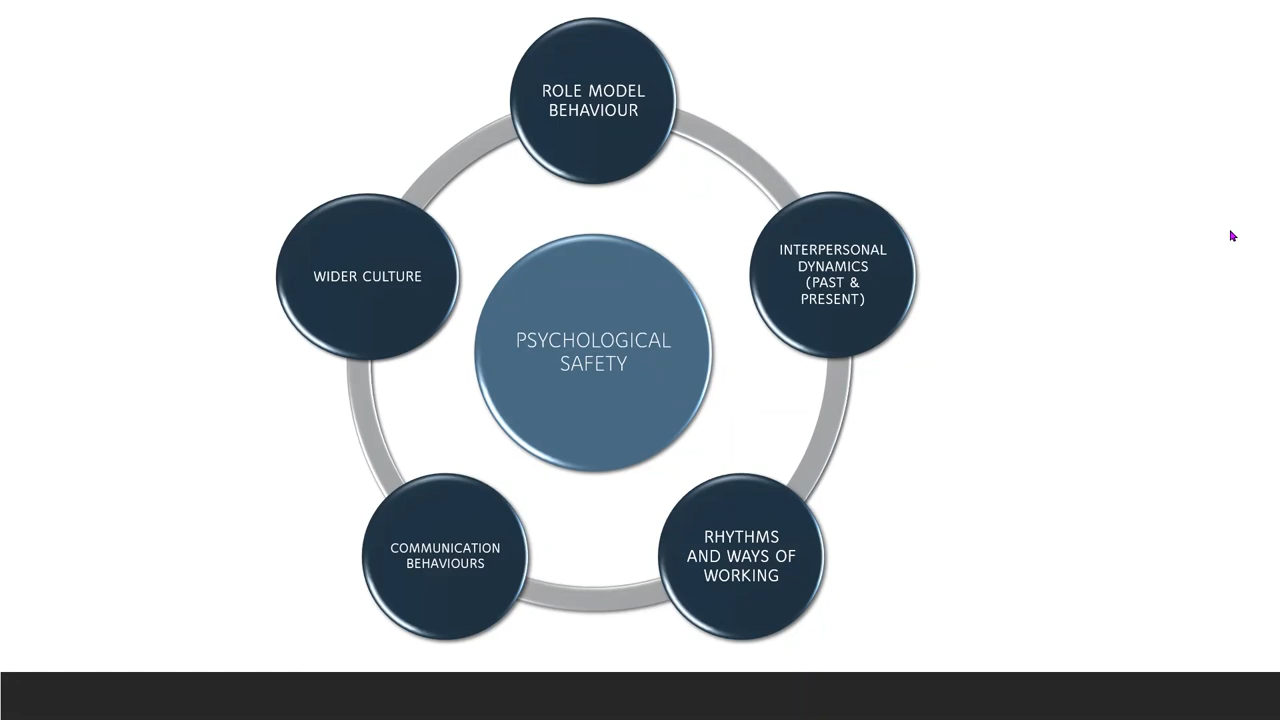 ROLE MODEL
BEHAVIOUR
INTERPERSONAL
DYNAMICS
(PAST &
PRESENT)
RHYTHMS
AND WAYS OF
WORKING
COMMUNICATION
BEHAVIOURS
WIDER CULTURE
PSYCHOLOGICAL
SAFETY